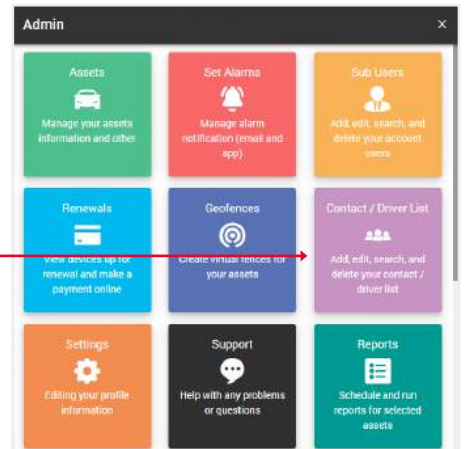 Admin
×
Assets
Manage your assets
information and other
Set Alarms
Manage alarm
notification (email and
app)
Sub Users
Add, edit, search, and
delete your account
users
Renewals
View devices up for
renewal and make a
payment online
Geofences
Create virtual fences for
your assets
Contact / Driver List
Add, edit, search, and
delete your contact /
driver list
Settings
Editing your profile
information
Support
Help with any problems
or questions
Reports
Schedule and run
reports for selected
assets